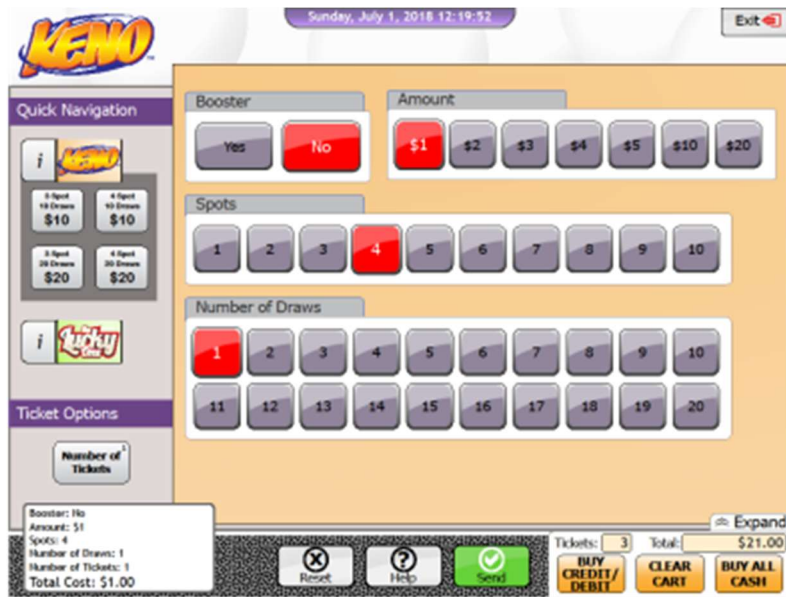 Sunday, July 1, 2018 12:19:52
Exit
KENO
Quick Navigation
i KENO
3 Spot
10 Draws
$10
4 Spot
10 Draws
$10
3 Spot
20 Draws
$20
4 Spot
20 Draws
$20
i Lucky
Ticket Options
Number of 1
Tickets
Booster
Yes No
Amount
$1 $2 $3 $4 $5 $10 $20
Spots
1 2 3 4 5 6 7 8 9 10
Number of Draws
1 2 3 4 5 6 7 8 9 10
11 12 13 14 15 16 17 18 19 20
Booster: No
Amount: $1
Spots: 4
Number of Draws: 1
Number of Tickets: 1
Total Cost: $1.00
Reset
Help
Send
Expand
Tickets: 3 Total: $21.00
BUY
CREDIT/
DEBIT
CLEAR
CART
BUY ALL
CASH